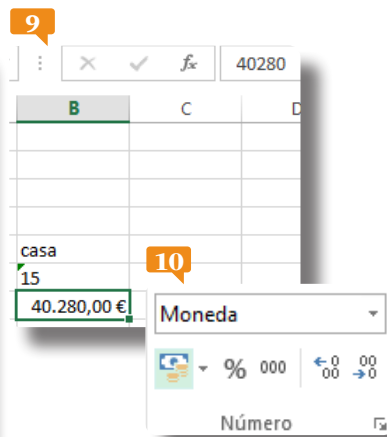 9
fx 40280
B C D
casa
15
40.280,00 €
10
Moneda
% 000 ←0 00 00 →0
Número